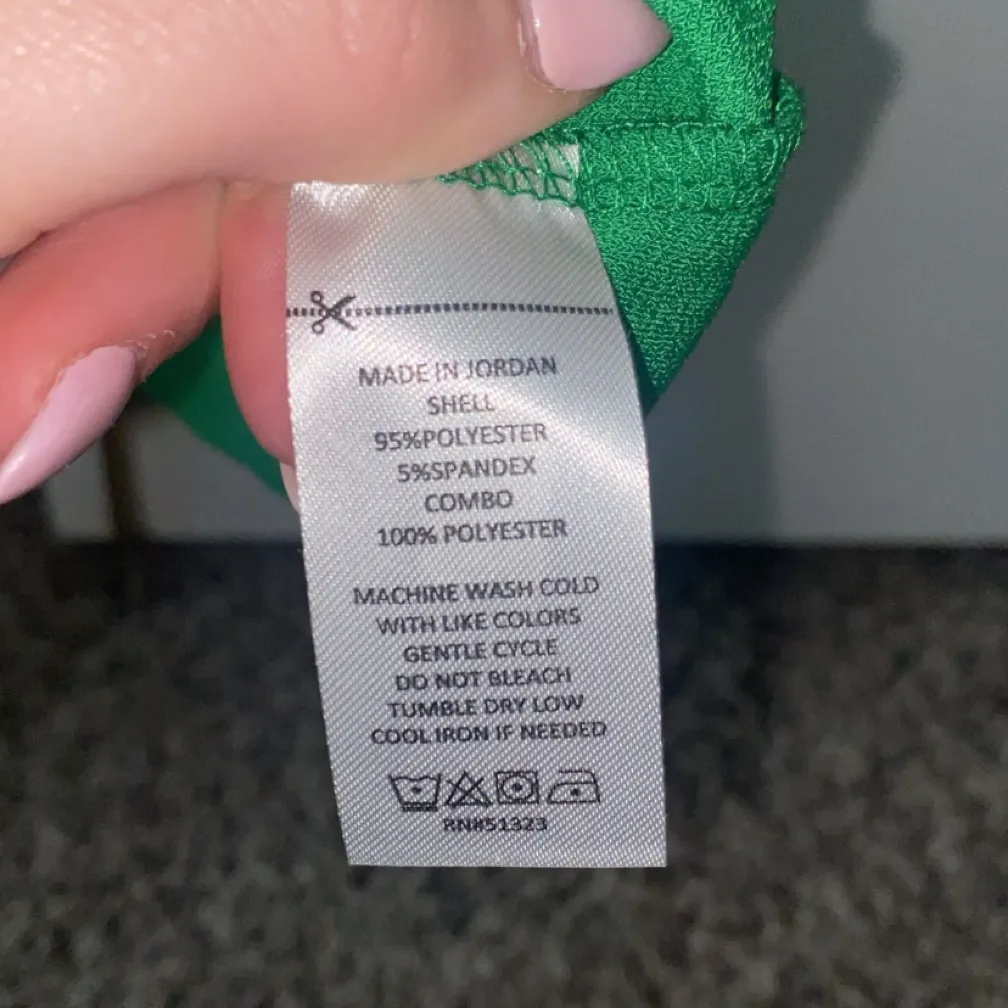 MADE IN JORDAN
SHELL
95%POLYESTER
5%SPANDEX
COMBO
100% POLYESTER
MACHINE WASH COLD
WITH LIKE COLORS
GENTLE CYCLE
DO NOT BLEACH
TUMBLE DRY LOW
COOL IRON IF NEEDED
RN#51323